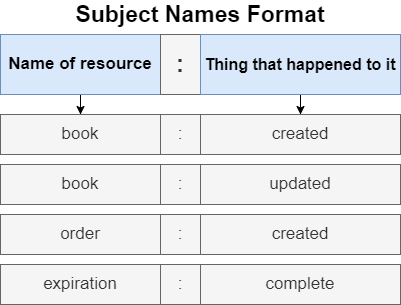 Subject Names Format
Name of resource : Thing that happened to it
book : created
book : updated
order : created
expiration : complete